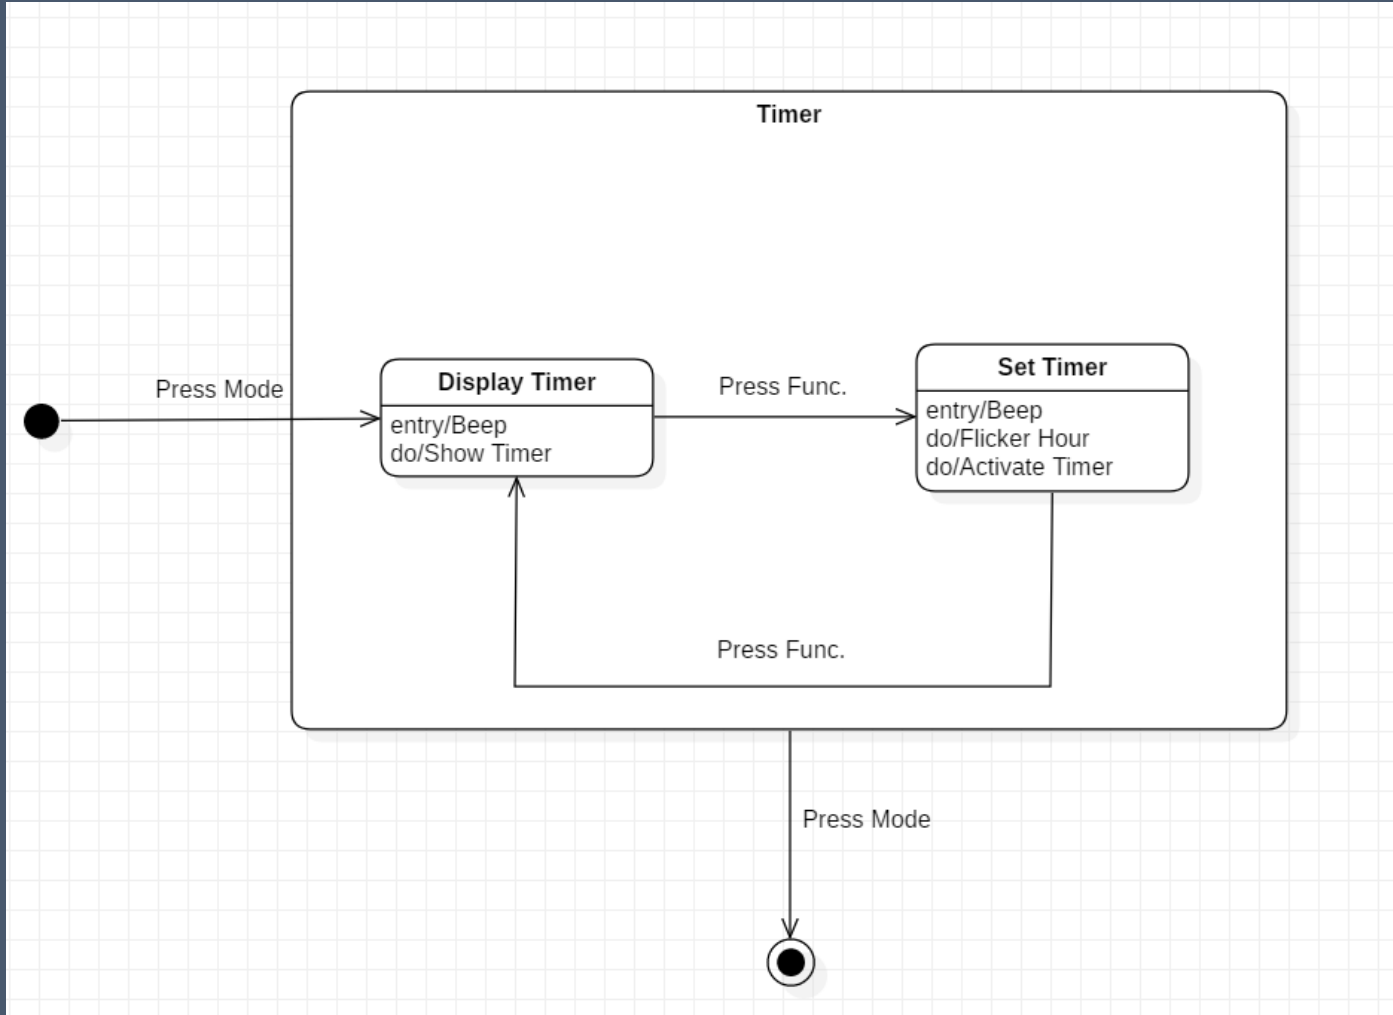 Timer
Press Mode
Display Timer
entry/Beep
do/Show Timer
Press Func.
Set Timer
entry/Beep
do/Flicker Hour
do/Activate Timer
Press Func.
Press Mode